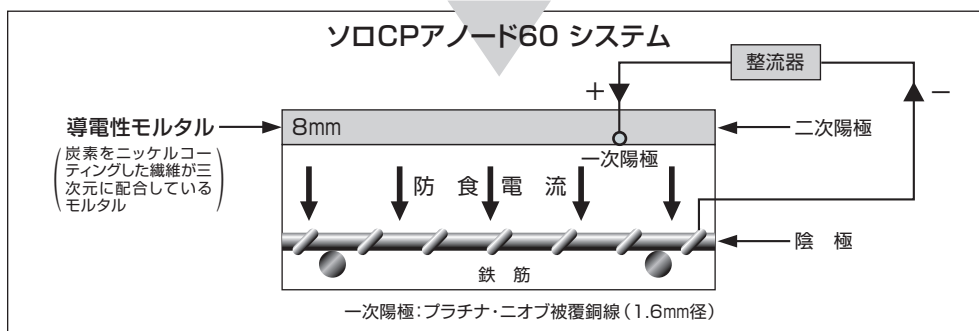 ソロCPアノード60 システム
整流器
＋
－
導電性モルタル
8mm
二次陽極
炭素をニッケルコー
ティングした繊維が三
次元に配合している
モルタル
一次陽極
防 食 電 流
陰 極
鉄 筋
一次陽極：プラチナ・ニオブ被覆銅線（1.6mm径）